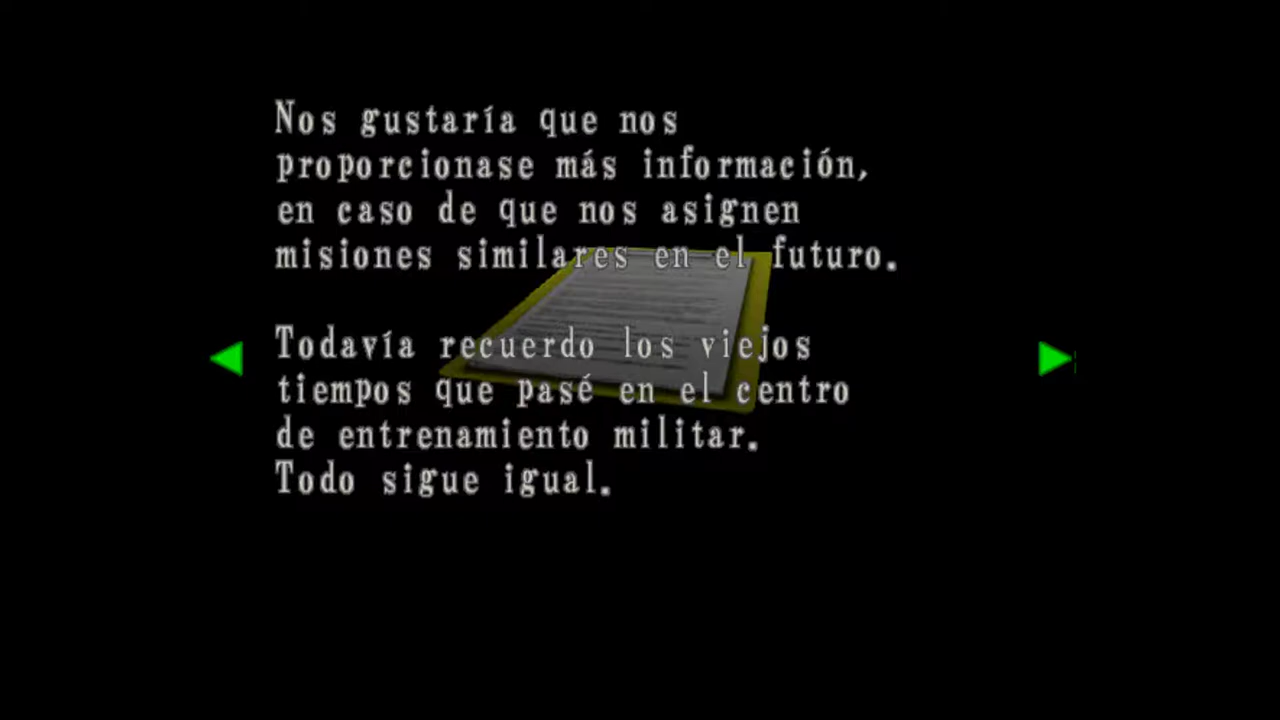 Nos gustaría que nos
proporcionase más información,
en caso de que nos asignen
misiones similares en el futuro.
Todavía recuerdo los viejos
tiempos que pasé en el centro
de entrenamiento militar.
Todo sigue igual.